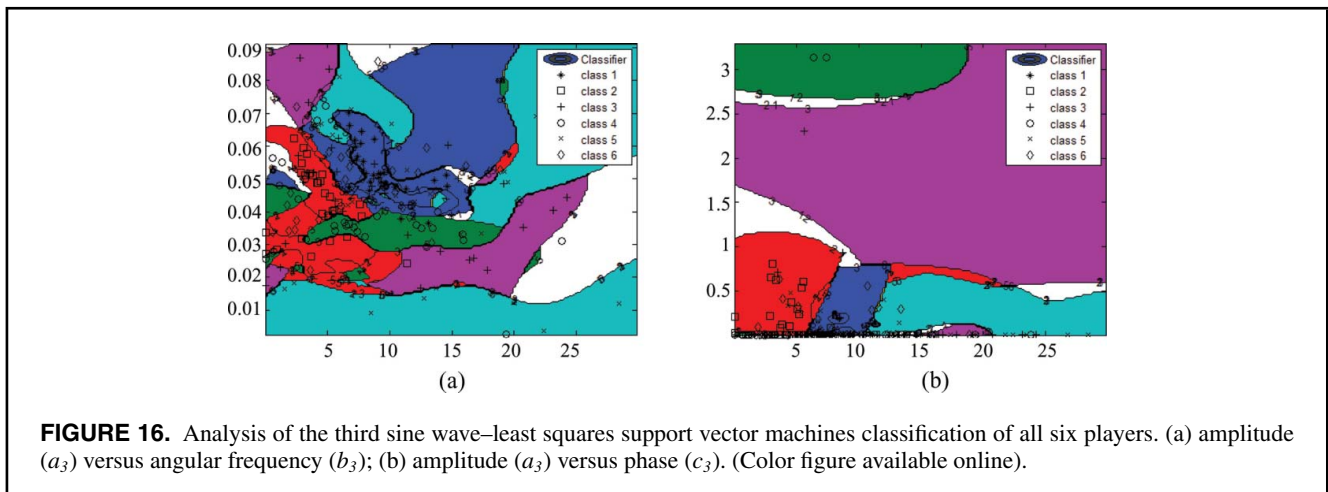 0.09
0.08
0.07
0.06
0.05
0.04
0.03
0.02
0.01
5 10 15 20 25
Classifier
class 1
class 2
class 3
class 4
class 5
class 6
(a)
3
2.5
2
1.5
1
0.5
5 10 15 20 25
Classifier
class 1
class 2
class 3
class 4
class 5
class 6
(b)
FIGURE 16. Analysis of the third sine wave–least squares support vector machines classification of all six players. (a) amplitude
(a₃) versus angular frequency (b₃); (b) amplitude (a₃) versus phase (c₃). (Color figure available online).